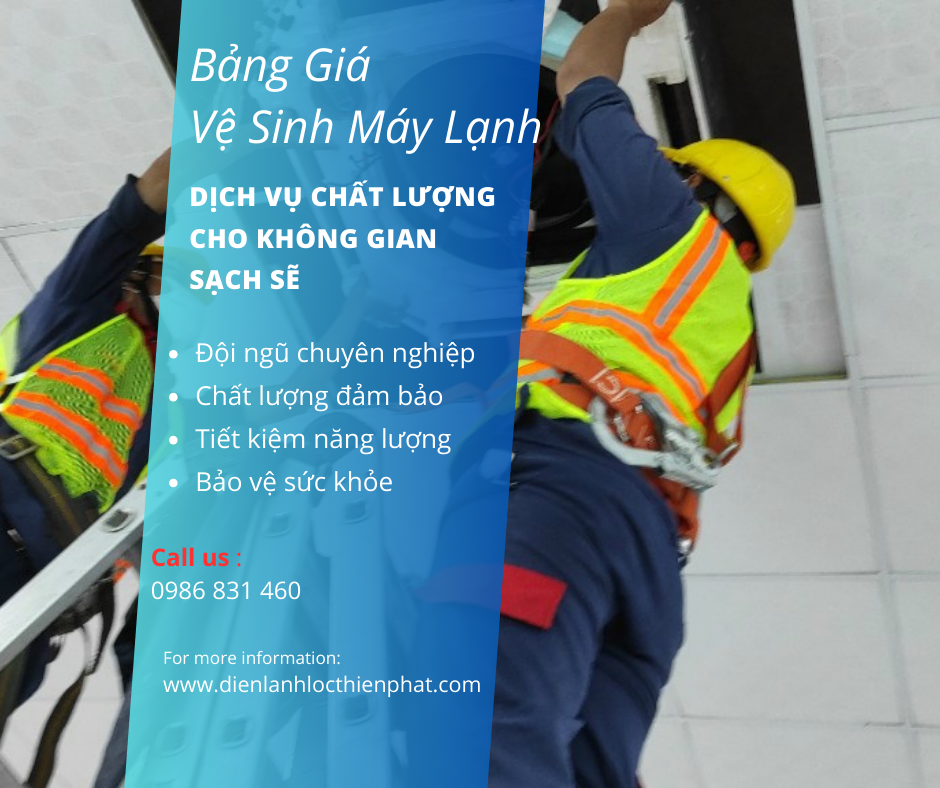 Bảng Giá
Vệ Sinh Máy Lạnh
DỊCH VỤ CHẤT LƯỢNG
CHO KHÔNG GIAN
SẠCH SẼ
• Đội ngũ chuyên nghiệp
• Chất lượng đảm bảo
• Tiết kiệm năng lượng
• Bảo vệ sức khỏe
Call us :
0986 831 460
For more information:
www.dienlanhlocthienphat.com